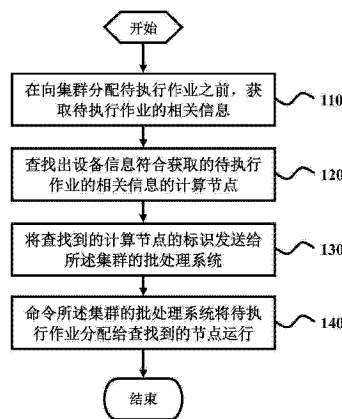 开始
在向集群分配待执行作业之前，获
取待执行作业的相关信息
110
查找出设备信息符合获取的待执行
作业的相关信息的计算节点
120
将查找到的计算节点的标识发送给
所述集群的批处理系统
130
命令所述集群的批处理系统将待执
行作业分配给查找到的节点运行
140
结束